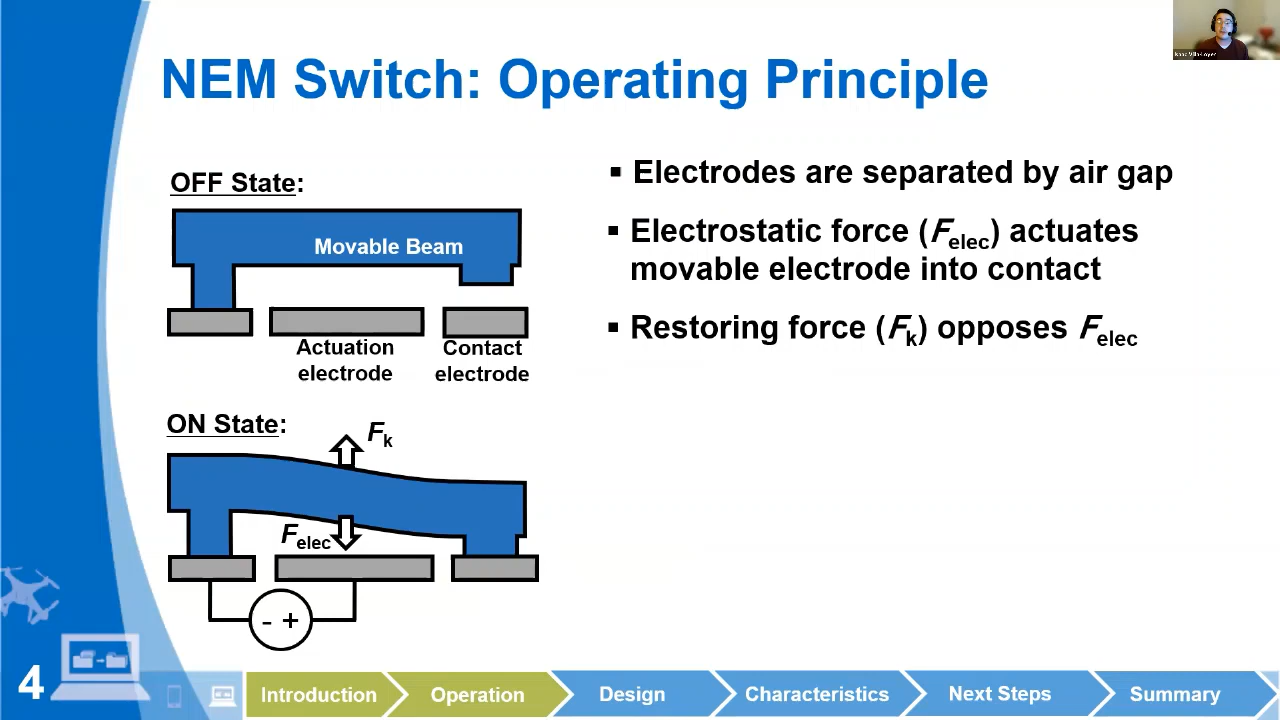 NEM Switch: Operating Principle
OFF State:
Movable Beam
Actuation
electrode
Contact
electrode
ON State:
Fk
Felec
- +
▪ Electrodes are separated by air gap
▪ Electrostatic force (Felec) actuates
movable electrode into contact
▪ Restoring force (Fk) opposes Felec
4
Introduction
Operation
Design
Characteristics
Next Steps
Summary